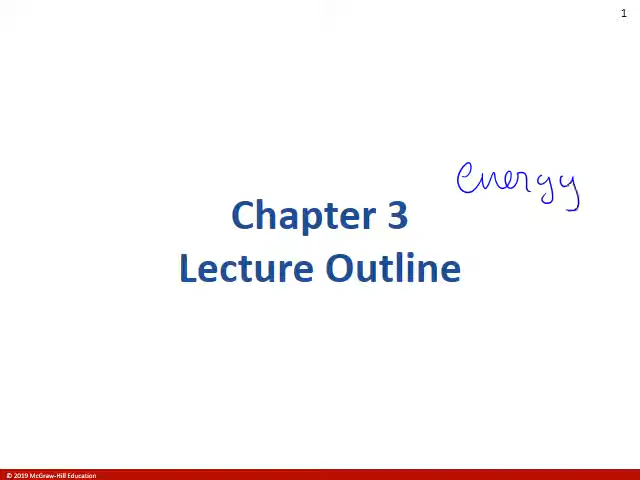 1
energy
Chapter 3
Lecture Outline
© 2019 McGraw-Hill Education